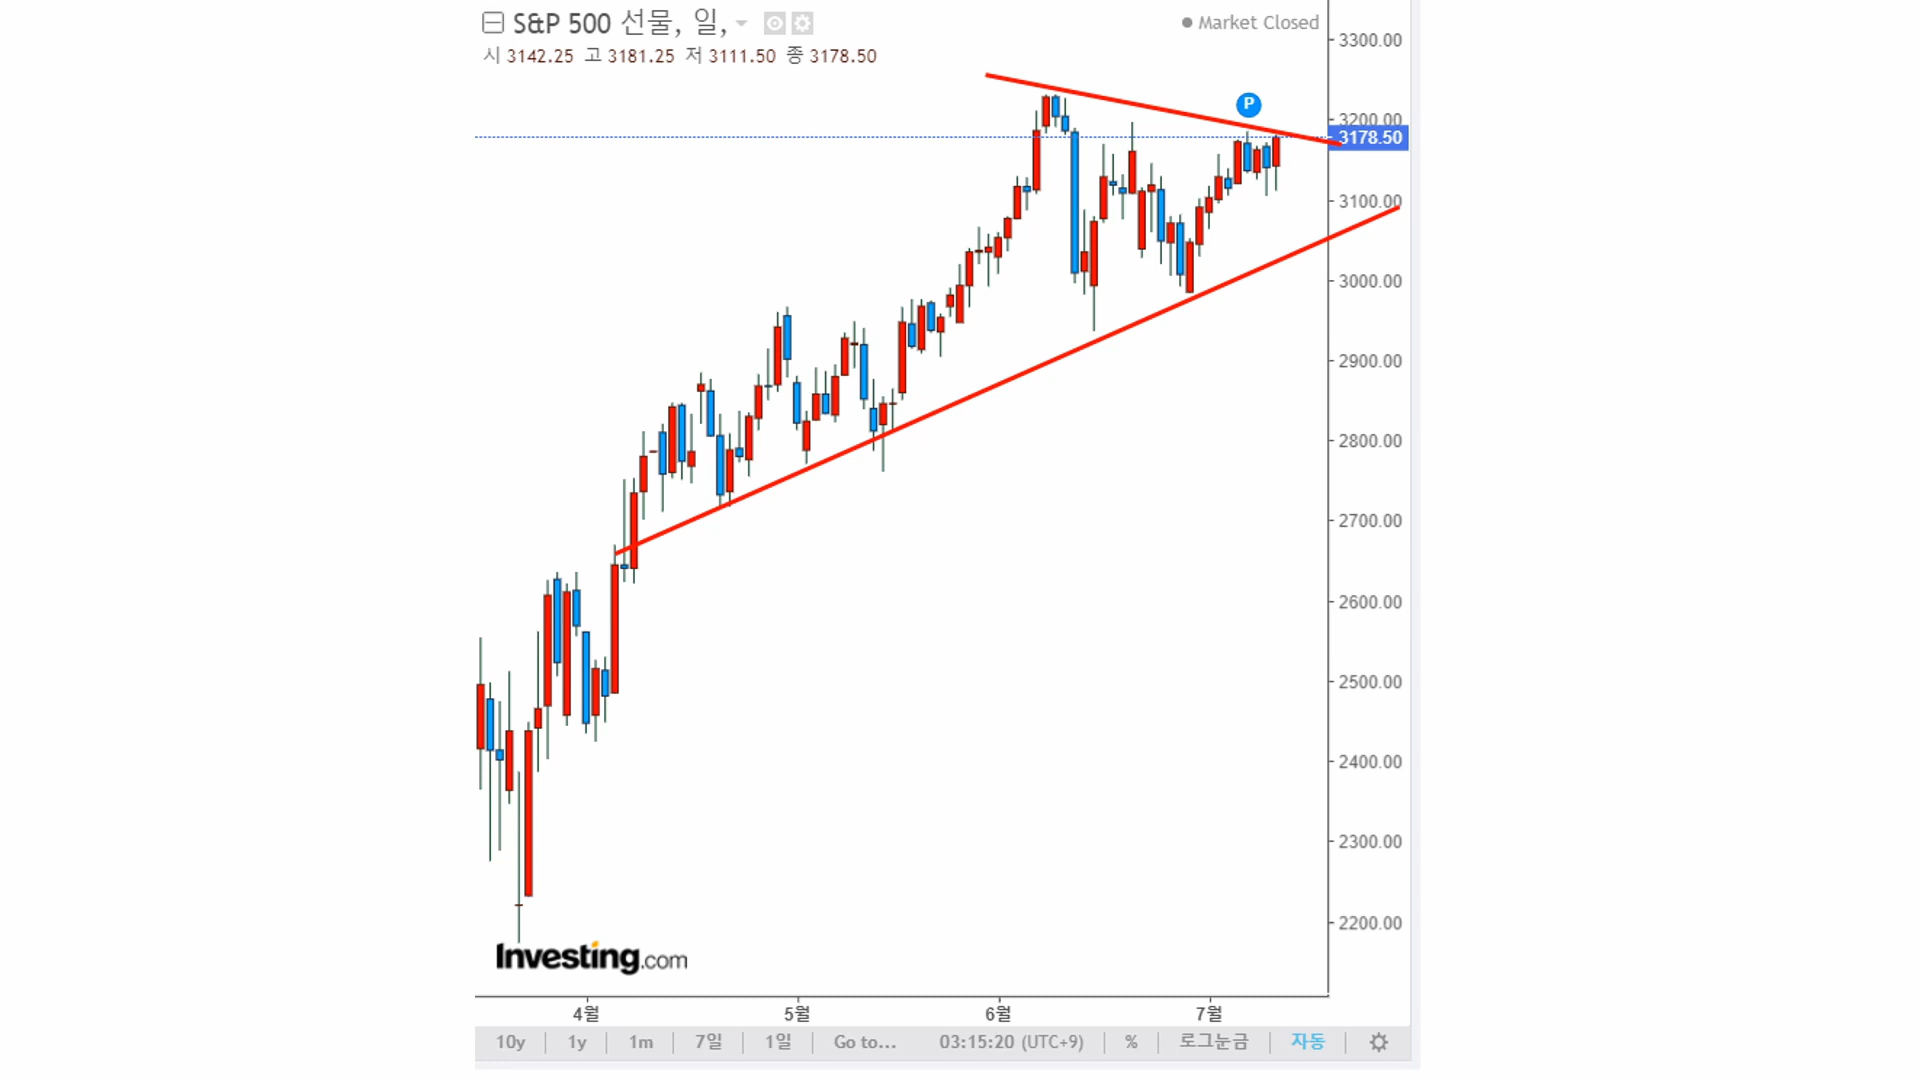 S&P 500 선물, 일,
Market Closed
시 3142.25 고 3181.25 저 3111.50 종 3178.50
3300.00
P
3200.00
3178.50
3100.00
3000.00
2900.00
2800.00
2700.00
2600.00
2500.00
2400.00
2300.00
2200.00
Investing.com
4월 5월 6월 7월
10y 1y 1m 7일 1일 Go to... 03:15:20 (UTC+9) % 로그눈금 자동